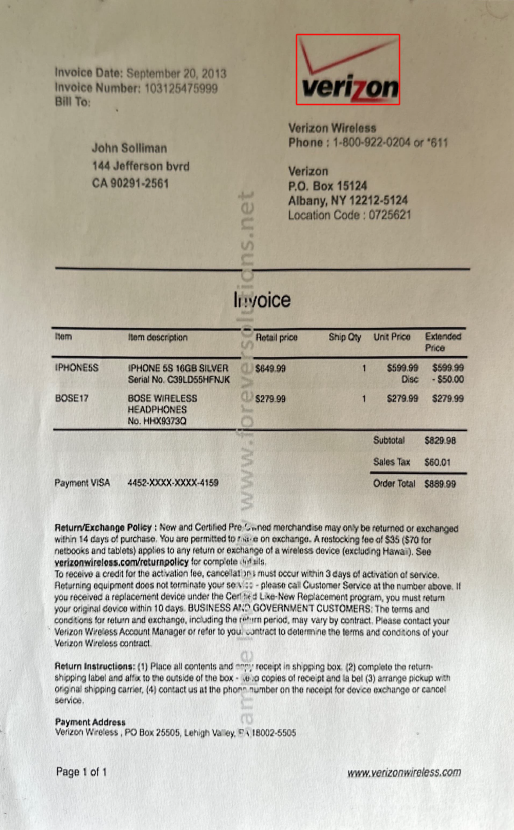 verizon
Invoice Date: September 20, 2013
Invoice Number: 103125475999
Bill To:
John Solliman
144 Jefferson bvrd
CA 90291-2561
Verizon Wireless
Phone : 1-800-922-0204 or *611
Verizon
P.O. Box 15124
Albany, NY 12212-5124
Location Code : 0725621
Invoice
Item Item description Retail price Ship Qty Unit Price Extended Price
IPHONE5S IPHONE 5S 16GB SILVER $649.99 1 $599.99 $599.99
Serial No. C39LD55HFNJK Disc - $50.00
BOSE17 BOSE WIRELESS $279.99 1 $279.99 $279.99
HEADPHONES
No. HHX9373Q
Subtotal $829.98
Sales Tax $60.01
Payment VISA 4452-XXXX-XXXX-4159 Order Total $889.99
Return/Exchange Policy : New and Certified Pre Owned merchandise may only be returned or exchanged
within 14 days of purchase. You are permitted to make on exchange. A restocking fee of $35 ($70 for
netbooks and tablets) applies to any return or exchange of a wireless device (excluding Hawaii). See
verizonwireless.com/returnpolicy for complete details.
To receive a credit for the activation fee, cancellations must occur within 3 days of activation of service.
Returning equipment does not terminate your service - please call Customer Service at the number above. If
you received a replacement device under the Certified Like-New Replacement program, you must return
your original device within 10 days. BUSINESS AND GOVERNMENT CUSTOMERS: The terms and
conditions for return and exchange, including the return period, may vary by contract. Please contact your
Verizon Wireless Account Manager or refer to your contract to determine the terms and conditions of your
Verizon Wireless contract.
Return Instructions: (1) Place all contents and copy receipt in shipping box. (2) complete the return-
shipping label and affix to the outside of the box - keep copies of receipt and la bel (3) arrange pickup with
original shipping carrier, (4) contact us at the phone number on the receipt for device exchange or cancel
service.
Payment Address
Verizon Wireless , PO Box 25505, Lehigh Valley, PA 18002-5505
Page 1 of 1 www.verizonwireless.com
www.foreversolutions.net